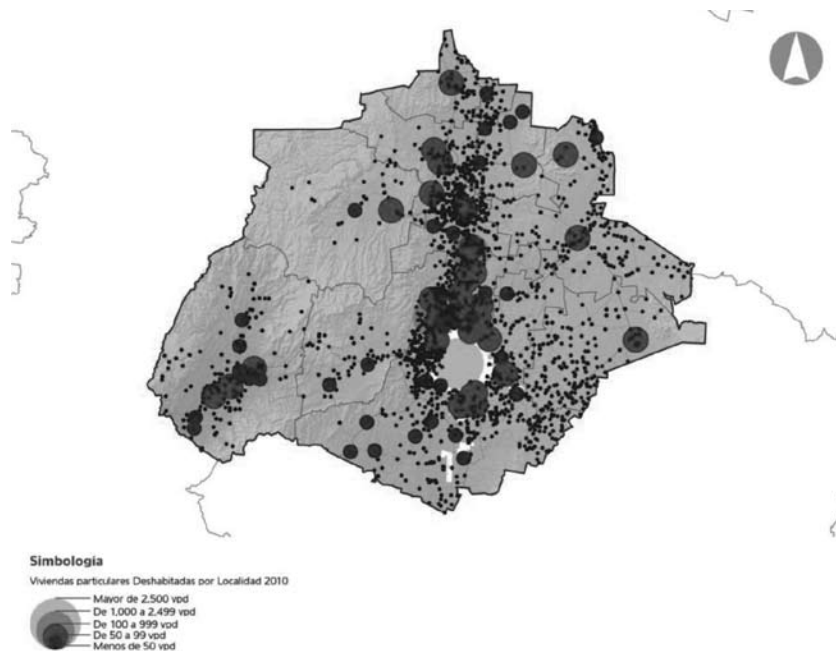 Simbología
Viviendas particulares Deshabitadas por Localidad 2010
Mayor de 2,500 vpd
De 1,000 a 2,499 vpd
De 100 a 999 vpd
De 50 a 99 vpd
Menos de 50 vpd